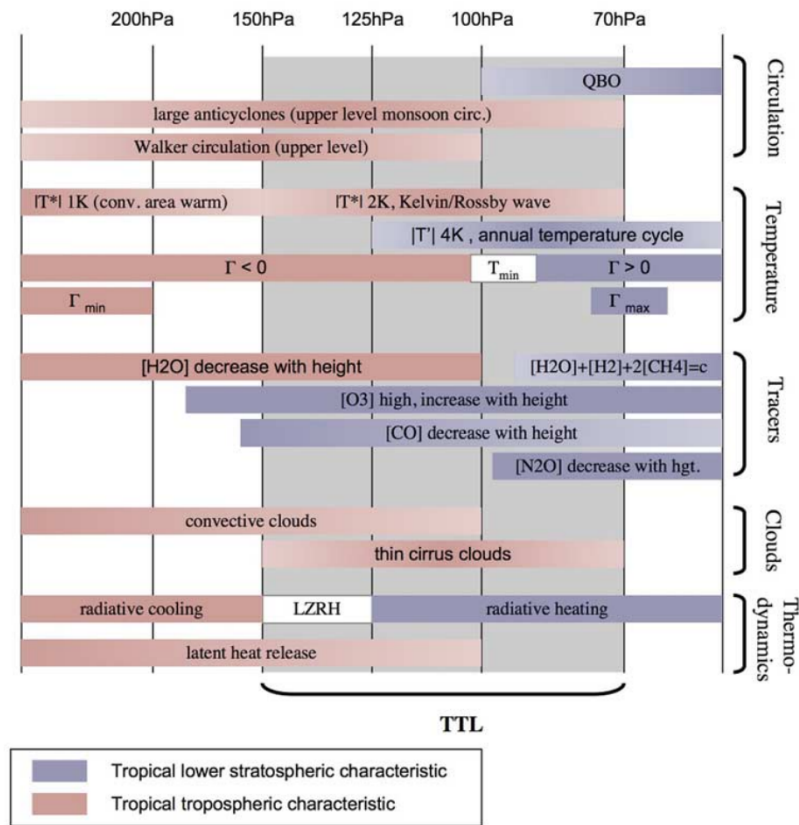 200hPa 150hPa 125hPa 100hPa 70hPa
QBO
large anticyclones (upper level monsoon circ.)
Walker circulation (upper level)
Circulation
|T*| 1K (conv. area warm) |T*| 2K, Kelvin/Rossby wave
|T'| 4K , annual temperature cycle
Γ < 0 Tmin Γ > 0
Γ min Γ max
Temperature
[H2O] decrease with height [H2O]+[H2]+2[CH4]=c
[O3] high, increase with height
[CO] decrease with height
[N2O] decrease with hgt.
Tracers
convective clouds
thin cirrus clouds
Clouds
radiative cooling LZRH radiative heating
latent heat release
Thermo-
dynamics
TTL
Tropical lower stratospheric characteristic
Tropical tropospheric characteristic